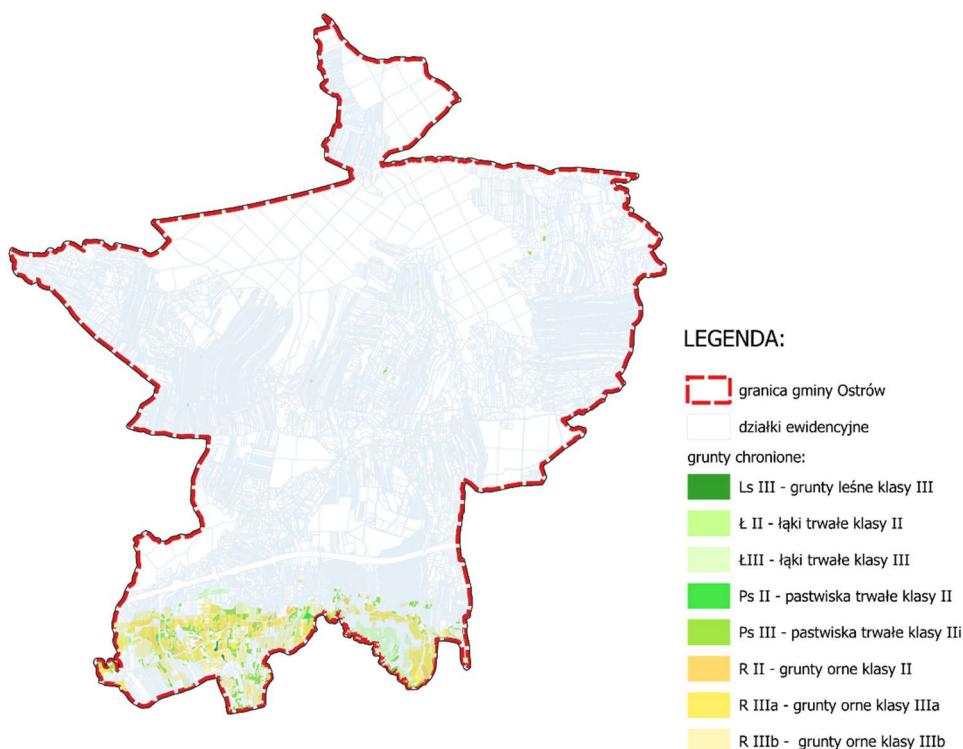 LEGENDA:
granica gminy Ostrów
działki ewidencyjne
grunty chronione:
Ls III - grunty leśne klasy III
Ł II - łąki trwałe klasy II
ŁIII - łąki trwałe klasy III
Ps II - pastwiska trwałe klasy II
Ps III - pastwiska trwałe klasy IIi
R II - grunty orne klasy II
R IIIa - grunty orne klasy IIIa
R IIIb - grunty orne klasy IIIb